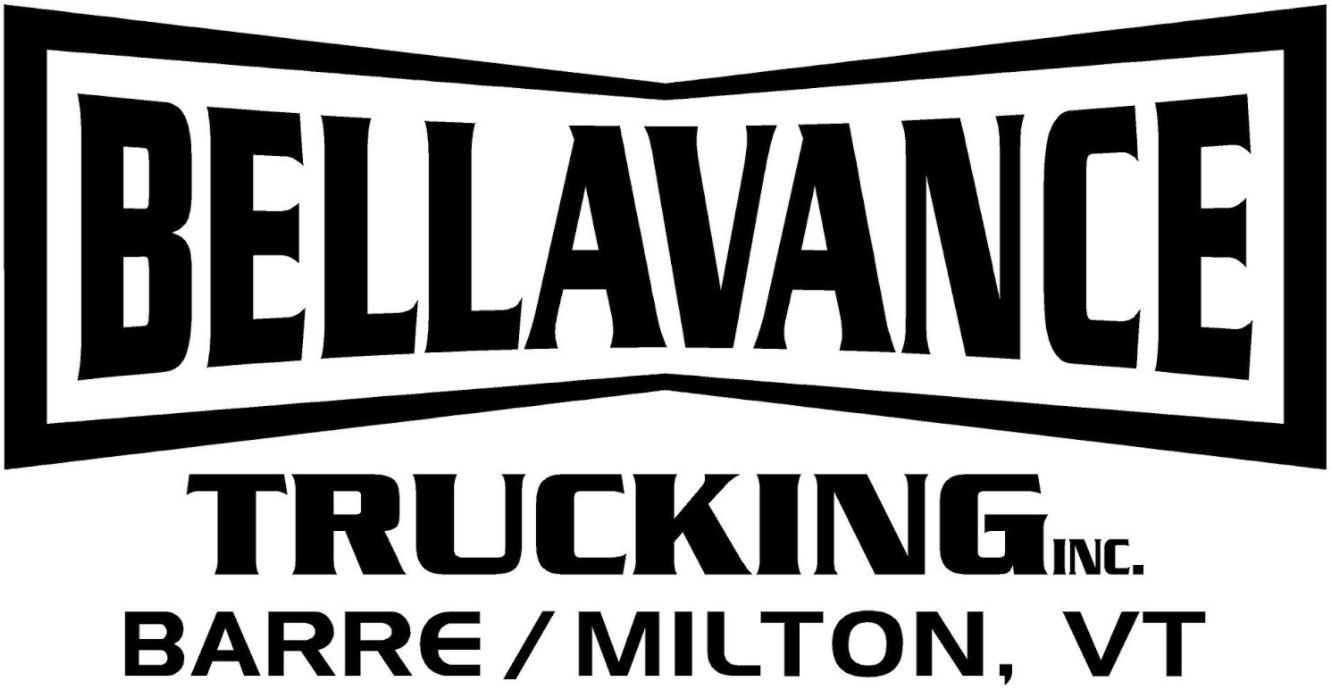 BELLAVANCE
TRUCKING INC.
BARRE/MILTON, VT